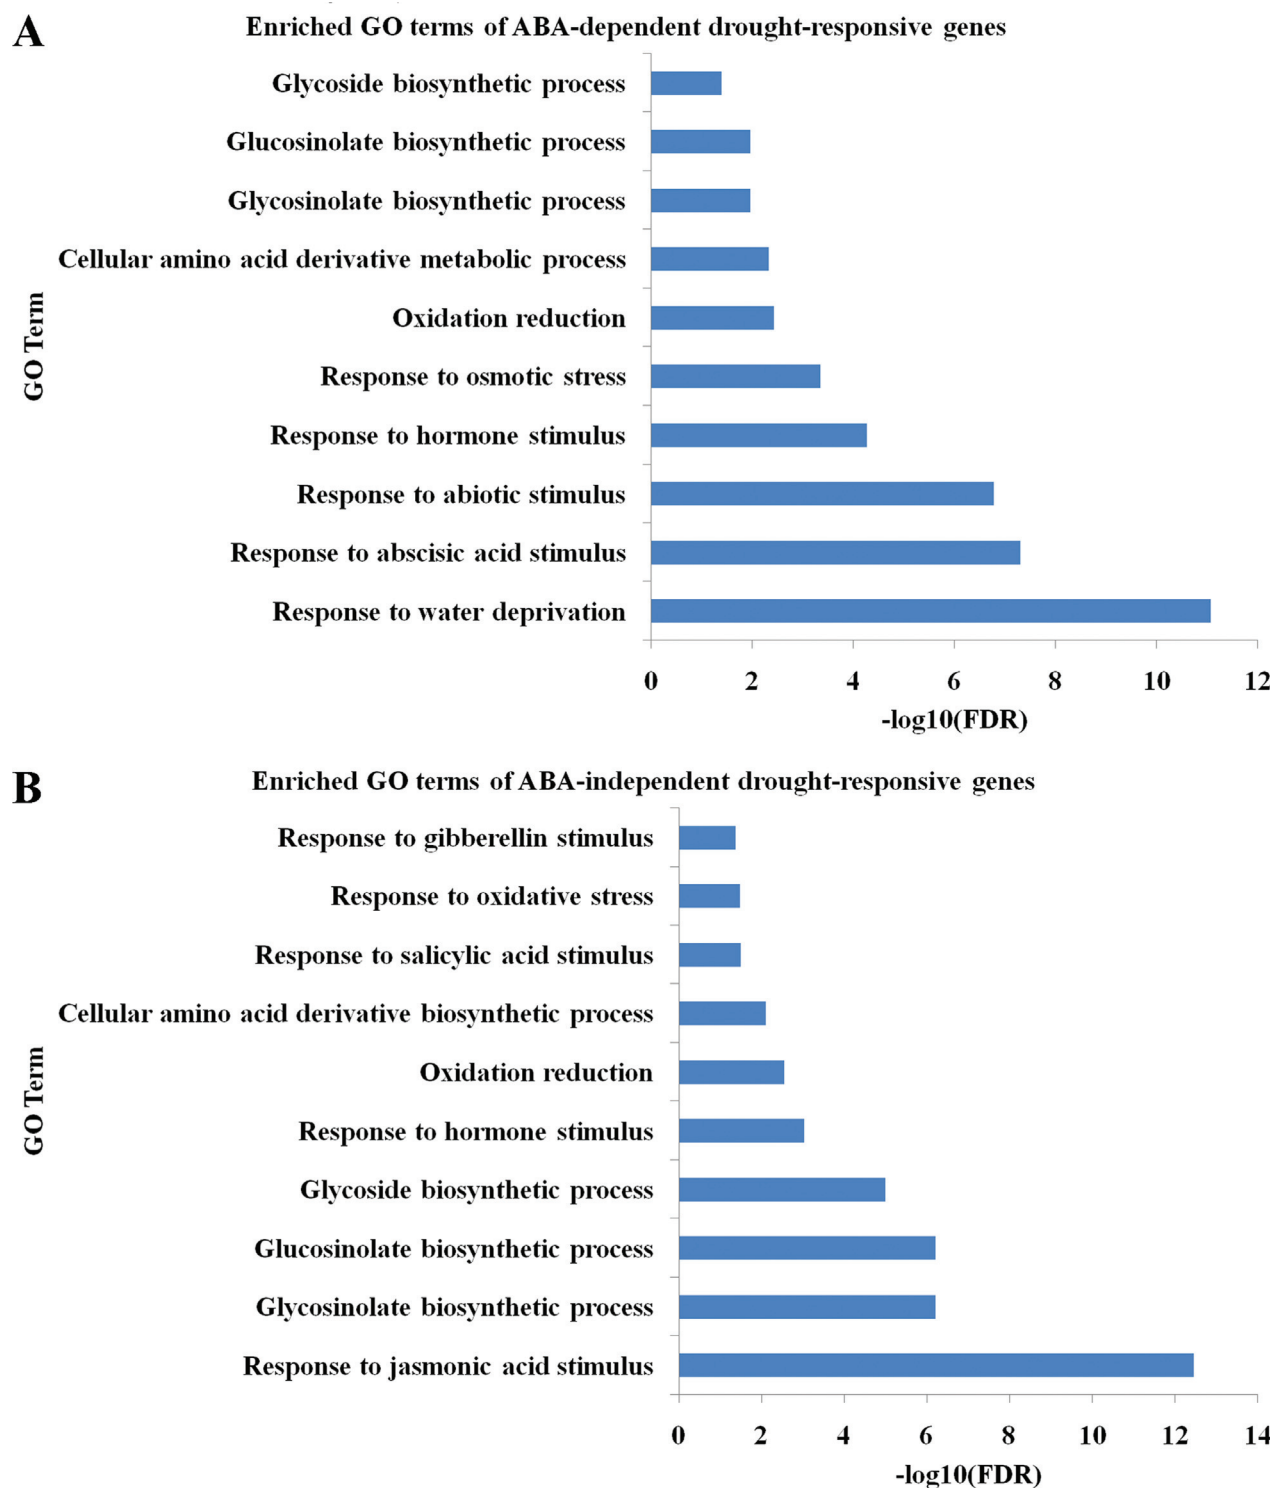 A
Enriched GO terms of ABA-dependent drought-responsive genes
Glycoside biosynthetic process
Glucosinolate biosynthetic process
Glycosinolate biosynthetic process
Cellular amino acid derivative metabolic process
Oxidation reduction
Response to osmotic stress
Response to hormone stimulus
Response to abiotic stimulus
Response to abscisic acid stimulus
Response to water deprivation
GO Term
0 2 4 6 8 10 12
-log10(FDR)
B
Enriched GO terms of ABA-independent drought-responsive genes
Response to gibberellin stimulus
Response to oxidative stress
Response to salicylic acid stimulus
Cellular amino acid derivative biosynthetic process
Oxidation reduction
Response to hormone stimulus
Glycoside biosynthetic process
Glucosinolate biosynthetic process
Glycosinolate biosynthetic process
Response to jasmonic acid stimulus
GO Term
0 2 4 6 8 10 12 14
-log10(FDR)